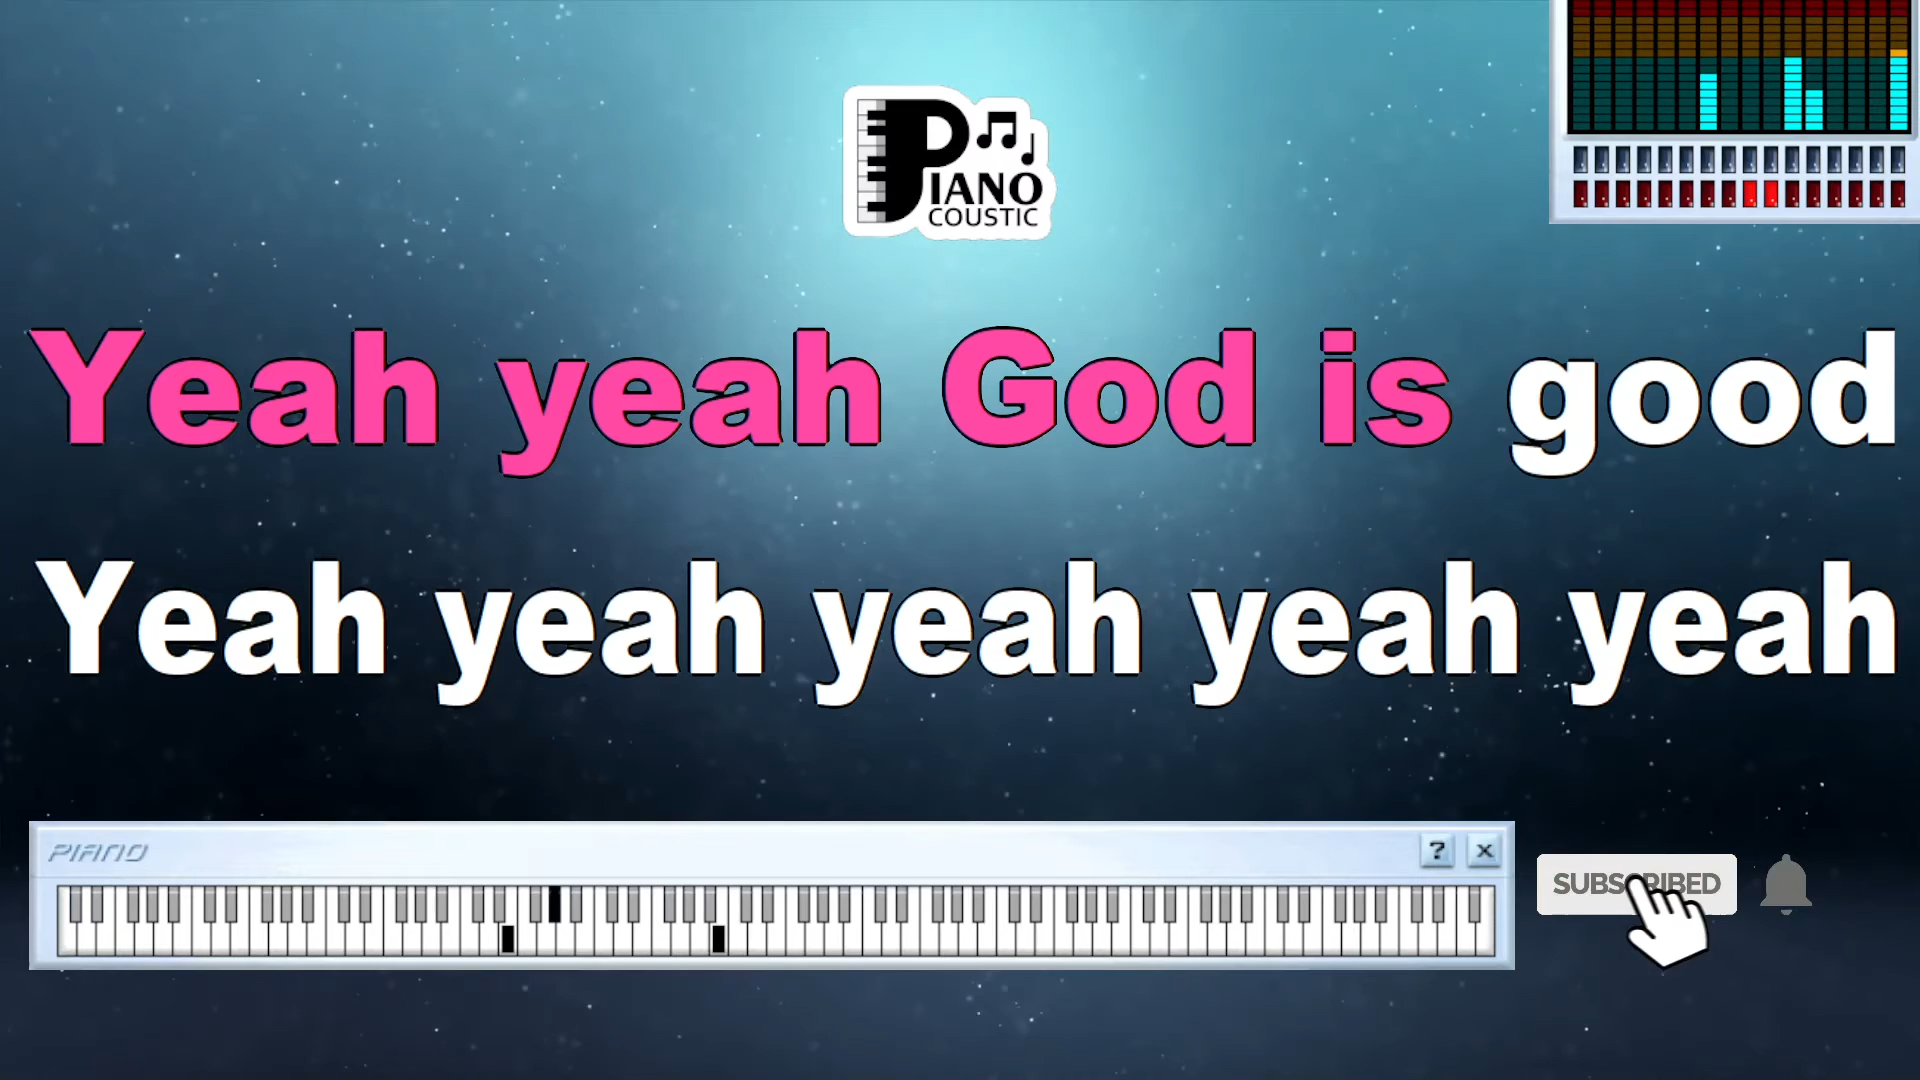 PIANO
COUSTIC
Yeah yeah God is good
Yeah yeah yeah yeah yeah
PIANO
? X
SUBSCRIBED